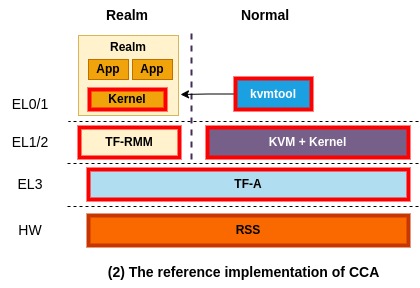 Realm Normal
Realm
App App
Kernel
kvmtool
EL0/1
EL1/2 TF-RMM KVM + Kernel
EL3 TF-A
HW RSS
(2) The reference implementation of CCA